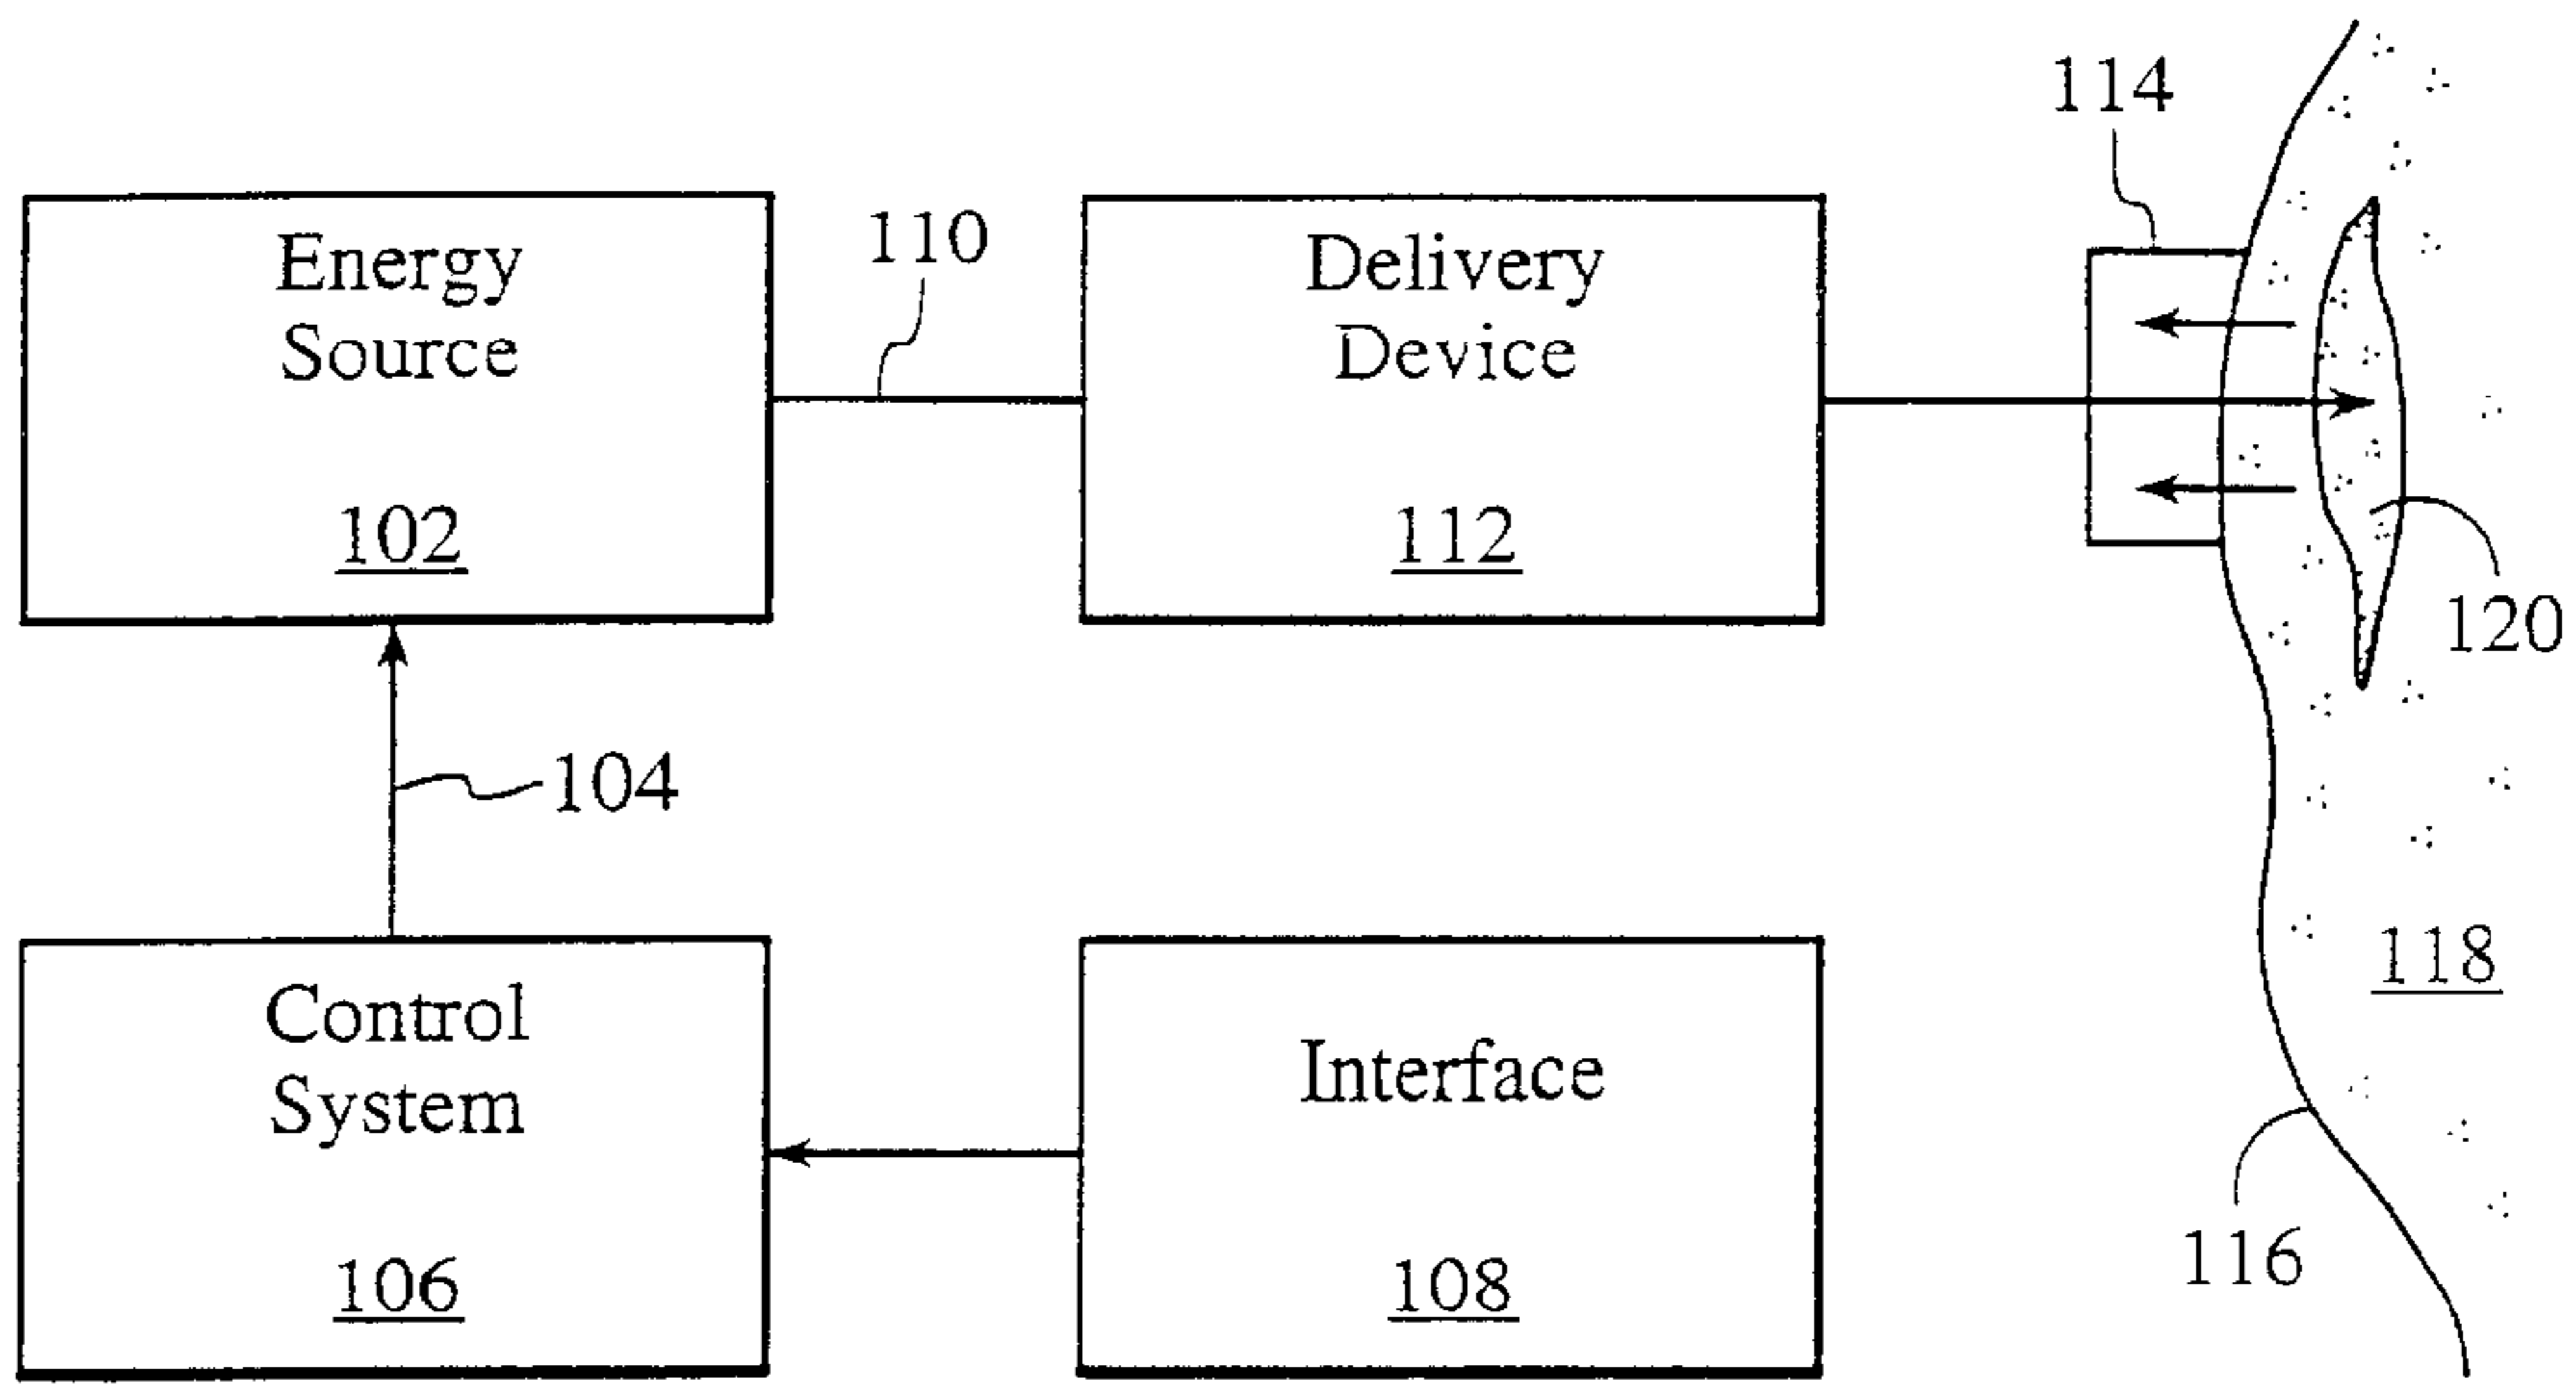 114
110
Energy
Source
102
Delivery
Device
112
120
104
118
Control
System
106
Interface
108
116